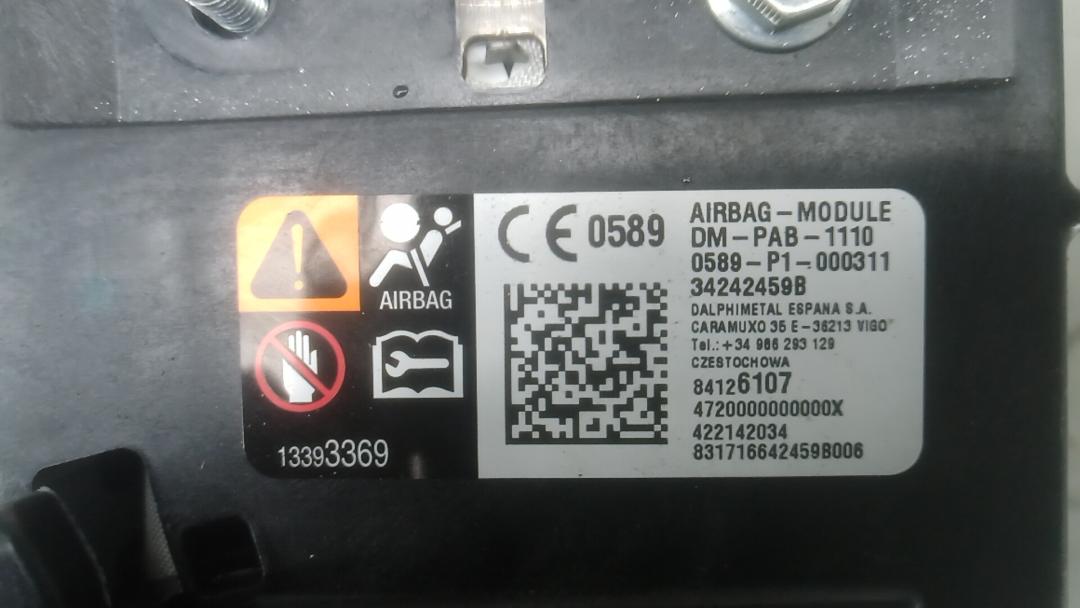 AIRBAG
13393369
CE 0589
AIRBAG-MODULE
DM-PAB-1110
0589-P1-000311
34242459B
DALPHIMETAL ESPANA S.A.
CARAMUXO 35 E-36213 VIGO
Tel.:+34 986 293 129
CZESTOCHOWA
84126107
4720000000000X
422142034
831716642459B006